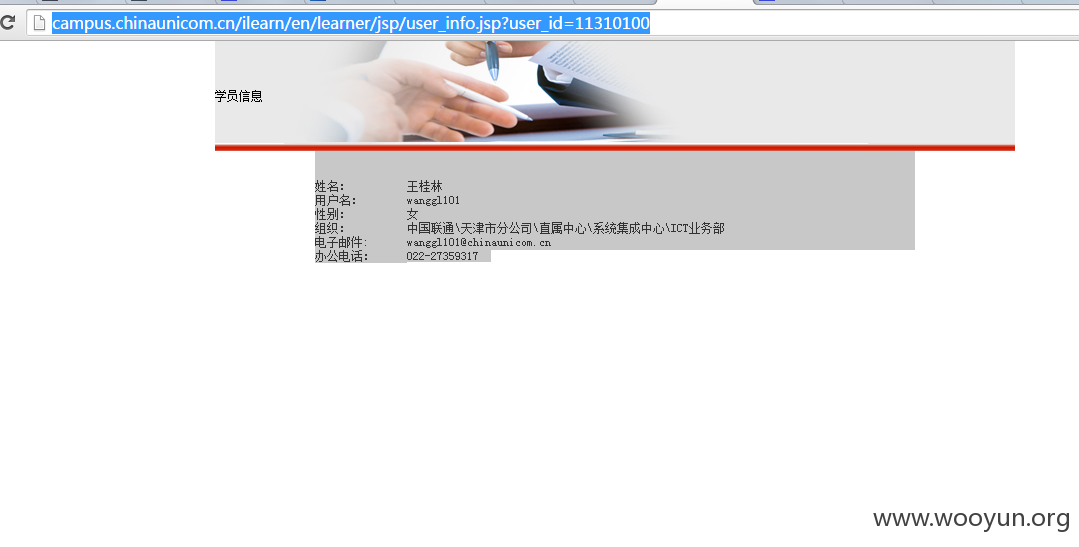 campus.chinaunicom.cn/ilearn/en/learner/jsp/user_info.jsp?user_id=11310100
学员信息
姓名: 王桂林
用户名: wanggl101
性别: 女
组织: 中国联通\天津市分公司\直属中心\系统集成中心\ICT业务部
电子邮件: wanggl101@chinaunicom.cn
办公电话: 022-27359317
www.wooyun.org